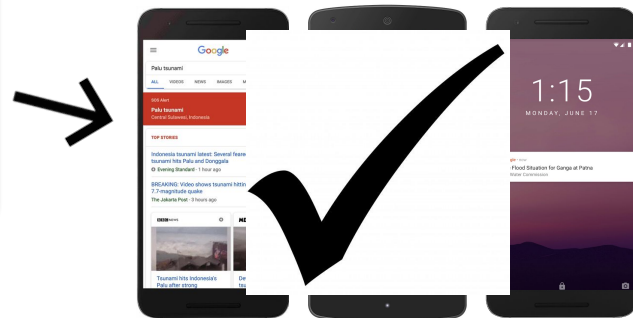 Google
Palu tsunami
ALL VIDEOS NEWS IMAGES M
SOS Alert
Palu tsunami
Central Sulawesi, Indonesia
TOP STORIES
Indonesia tsunami latest: Several feare
tsunami hits Palu and Donggala
Evening Standard · 1 hour ago
BREAKING: Video shows tsunami hittin
7.7-magnitude quake
The Jakarta Post · 3 hours ago
BBC NEWS
Tsunami hits Indonesia's
Palu after strong
De
tsu
1:15
MONDAY, JUNE 17
Flood Situation for Ganga at Patna
Water Commission